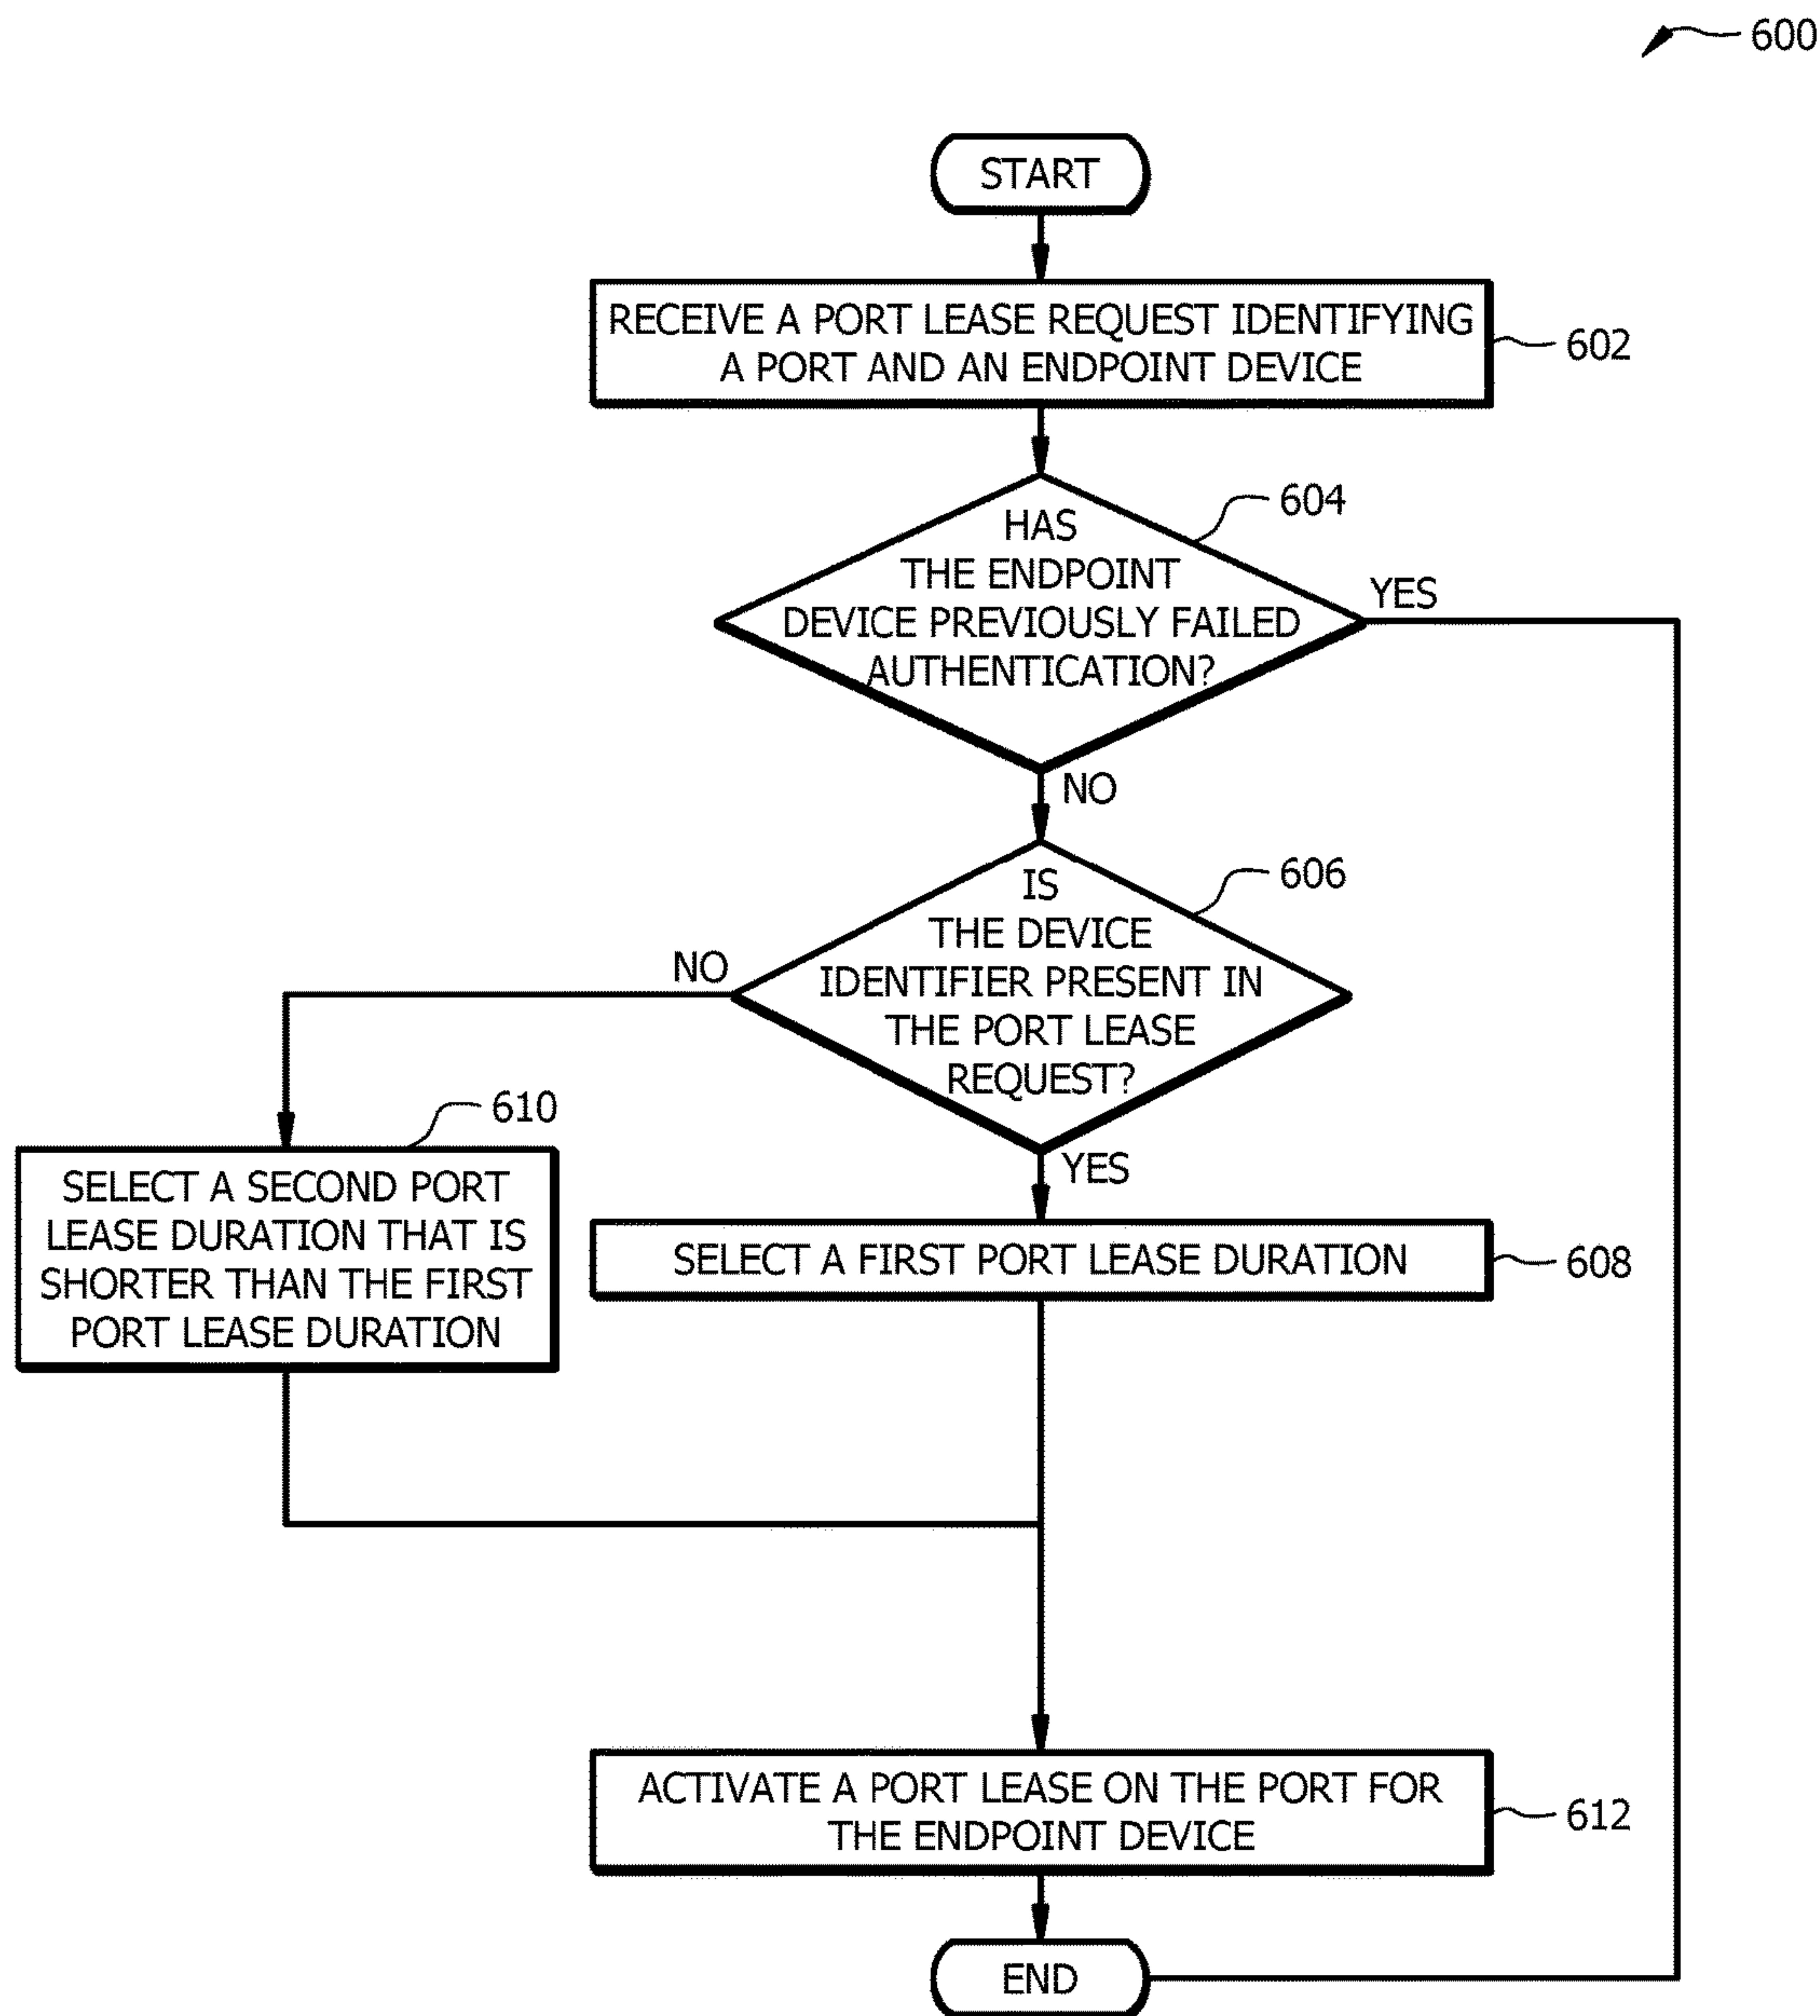 600
START
RECEIVE A PORT LEASE REQUEST IDENTIFYING
A PORT AND AN ENDPOINT DEVICE
602
604
HAS
THE ENDPOINT
DEVICE PREVIOUSLY FAILED
AUTHENTICATION?
YES
NO
606
IS
THE DEVICE
IDENTIFIER PRESENT IN
THE PORT LEASE
REQUEST?
NO
YES
610
SELECT A SECOND PORT
LEASE DURATION THAT IS
SHORTER THAN THE FIRST
PORT LEASE DURATION
SELECT A FIRST PORT LEASE DURATION
608
ACTIVATE A PORT LEASE ON THE PORT FOR
THE ENDPOINT DEVICE
612
END